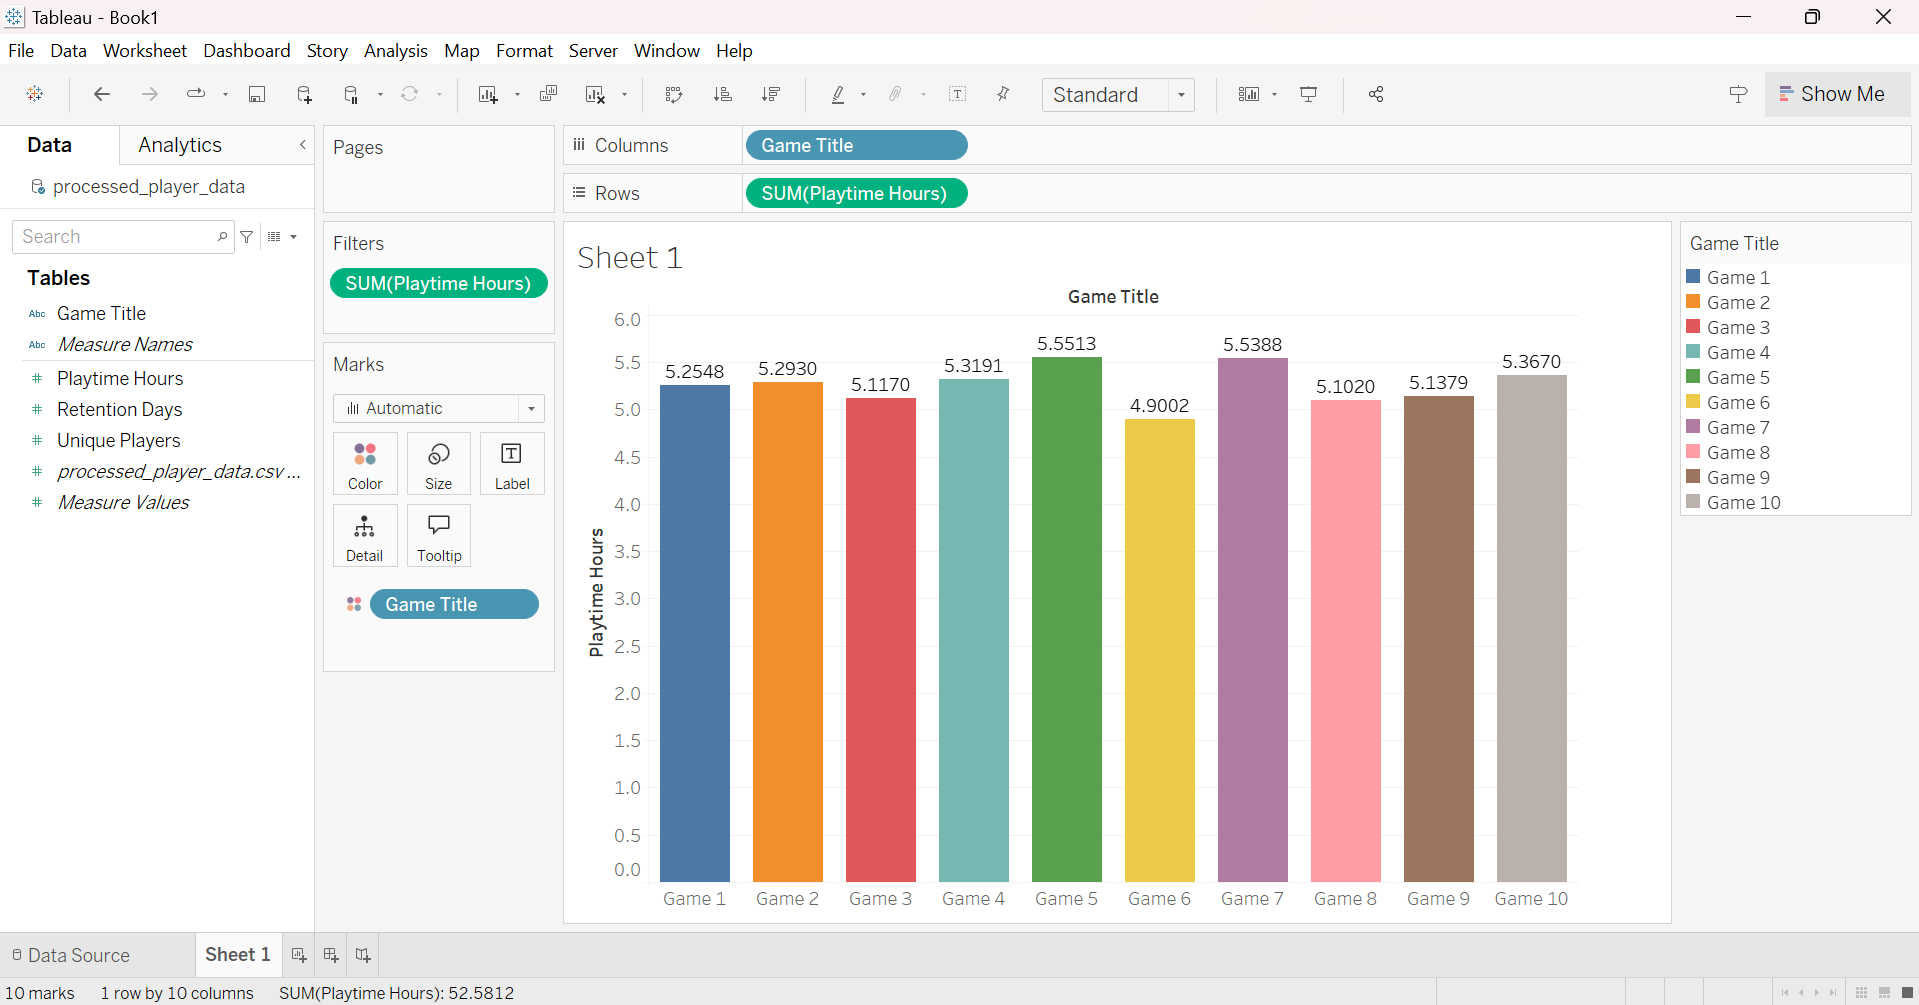 Tableau - Book1
File Data Worksheet Dashboard Story Analysis Map Format Server Window Help
Standard
Show Me
Data Analytics
processed_player_data
Search
Tables
Abc Game Title
Abc Measure Names
# Playtime Hours
# Retention Days
# Unique Players
# processed_player_data.csv ...
# Measure Values
Pages
Filters
SUM(Playtime Hours)
Marks
Automatic
Color Size Label
Detail Tooltip
Game Title
Columns Game Title
Rows SUM(Playtime Hours)
Sheet 1
Game Title
Playtime Hours
6.0
5.5
5.0
4.5
4.0
3.5
3.0
2.5
2.0
1.5
1.0
0.5
0.0
5.2548 5.2930 5.1170 5.3191 5.5513 4.9002 5.5388 5.1020 5.1379 5.3670
Game 1 Game 2 Game 3 Game 4 Game 5 Game 6 Game 7 Game 8 Game 9 Game 10
Game Title
Game 1
Game 2
Game 3
Game 4
Game 5
Game 6
Game 7
Game 8
Game 9
Game 10
Data Source Sheet 1
10 marks 1 row by 10 columns SUM(Playtime Hours): 52.5812